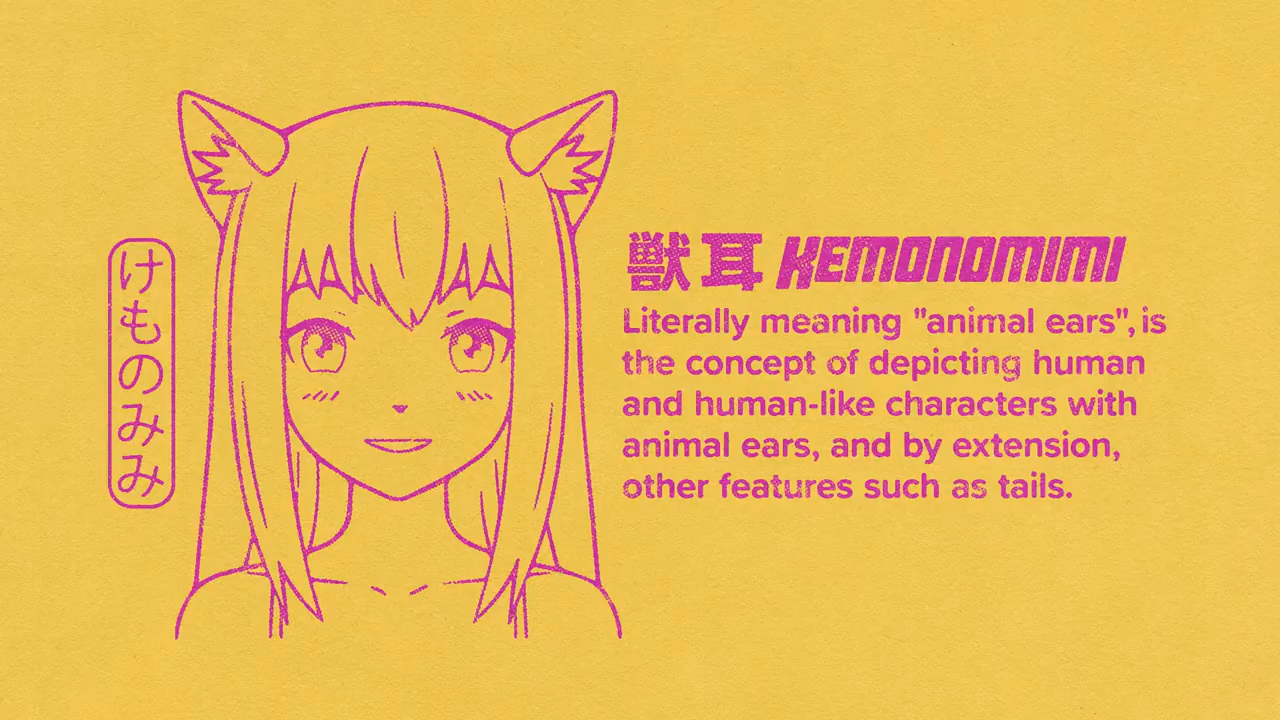 けものみみ
獣耳 KEMONOMIMI
Literally meaning "animal ears", is
the concept of depicting human
and human-like characters with
animal ears, and by extension,
other features such as tails.